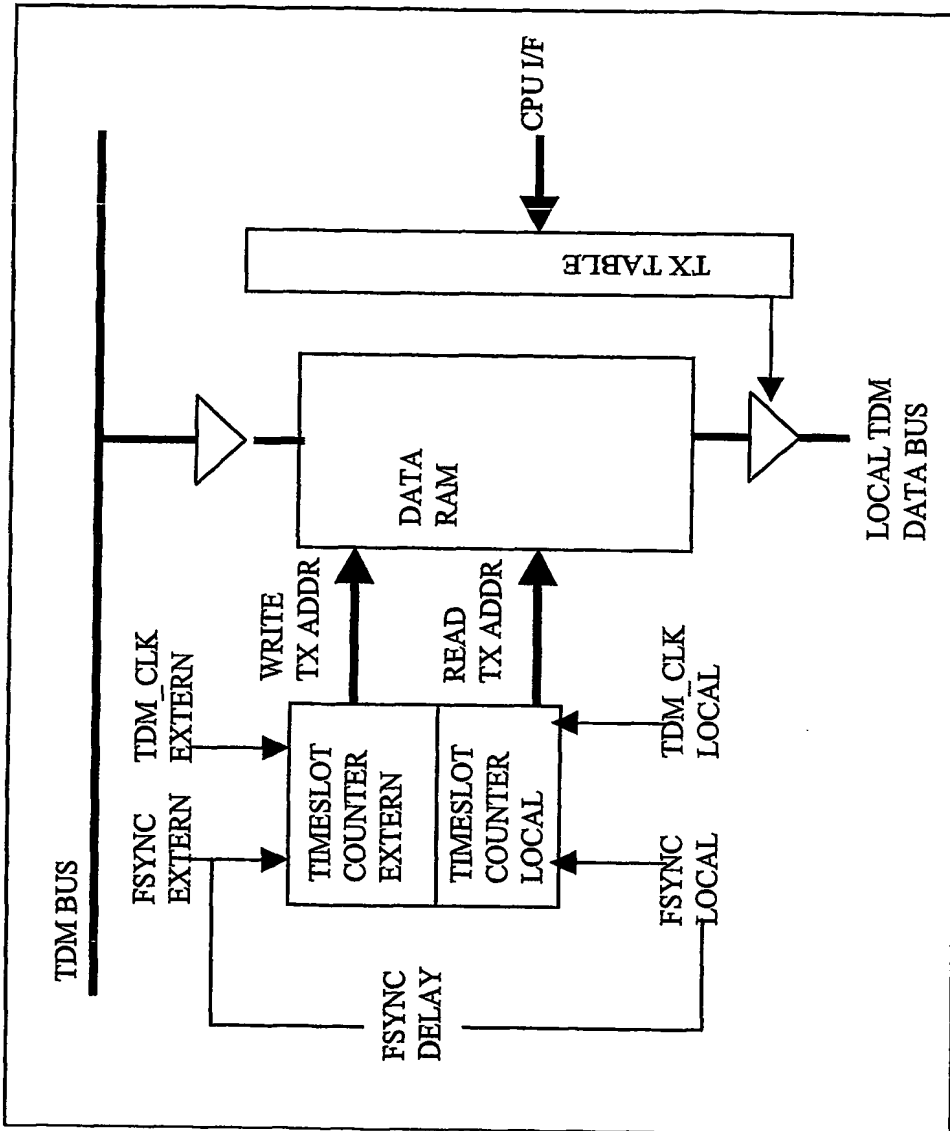 TDM BUS
FSYNC
EXTERN
TDM_CLK
EXTERN
FSYNC
DELAY
TIMESLOT
COUNTER
EXTERN
TIMESLOT
COUNTER
LOCAL
WRITE
TX ADDR
READ
TX ADDR
DATA
RAM
TX TABLE
CPU I/F
FSYNC
LOCAL
TDM_CLK
LOCAL
LOCAL TDM
DATA BUS